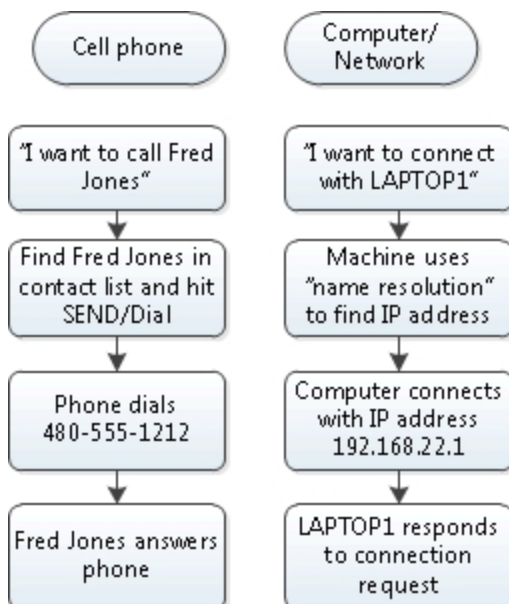 Cell phone
"I want to call Fred
Jones"
Find Fred Jones in
contact list and hit
SEND/Dial
Phone dials
480-555-1212
Fred Jones answers
phone
Computer/
Network
"I want to connect
with LAPTOP1"
Machine uses
"name resolution"
to find IP address
Computer connects
with IP address
192.168.22.1
LAPTOP1 responds
to connection
request